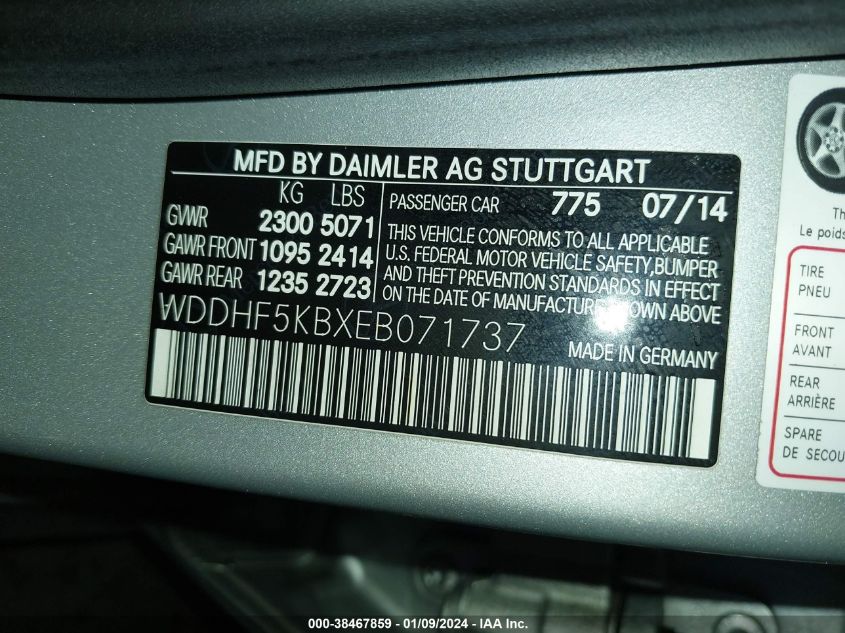 MFD BY DAIMLER AG STUTTGART
KG LBS
GVWR 2300 5071
GAWR FRONT 1095 2414
GAWR REAR 1235 2723
PASSENGER CAR 775 07/14
THIS VEHICLE CONFORMS TO ALL APPLICABLE
U.S. FEDERAL MOTOR VEHICLE SAFETY, BUMPER
AND THEFT PREVENTION STANDARDS IN EFFECT
ON THE DATE OF MANUFACTURE SHOWN ABOVE
WDDHF5KBXEB071737
MADE IN GERMANY
Le poids
TIRE
PNEU
FRONT
AVANT
REAR
ARRIÈRE
SPARE
DE
000-38467859 — 01/09/2024 — IAA Inc.